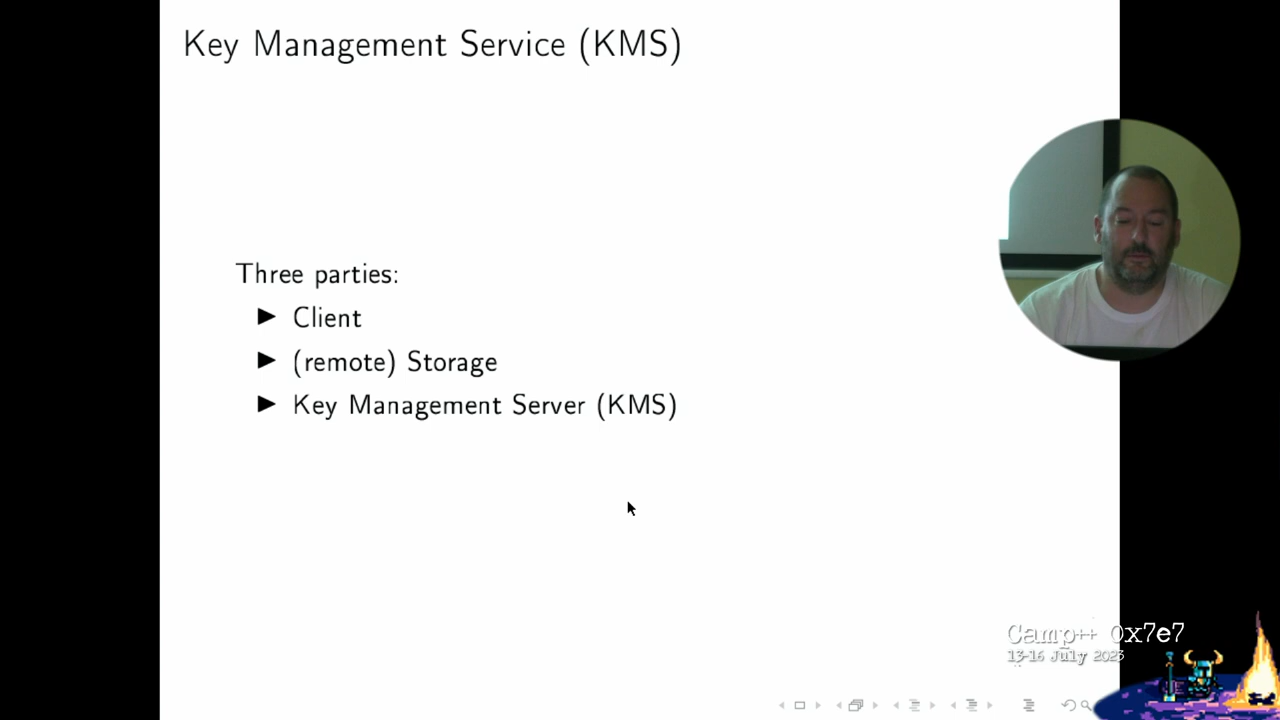 Key Management Service (KMS)
Three parties:
▶ Client
▶ (remote) Storage
▶ Key Management Server (KMS)
Camp++ 0x7e7
13-16 July 2023